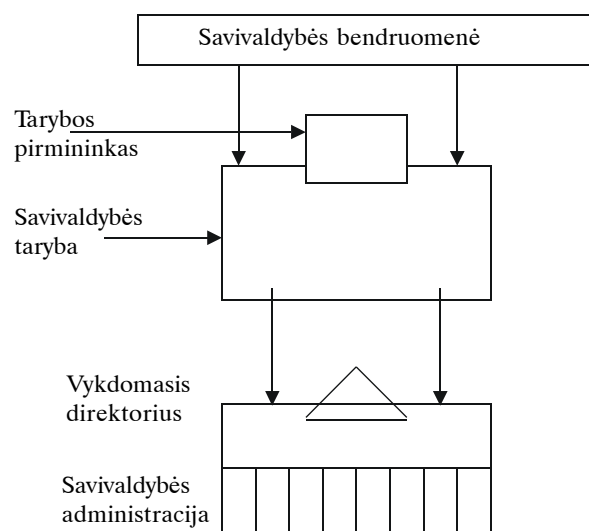 Savivaldybės bendruomenė
Tarybos
pirmininkas
Savivaldybės
taryba
Vykdomasis
direktorius
Savivaldybės
administracija